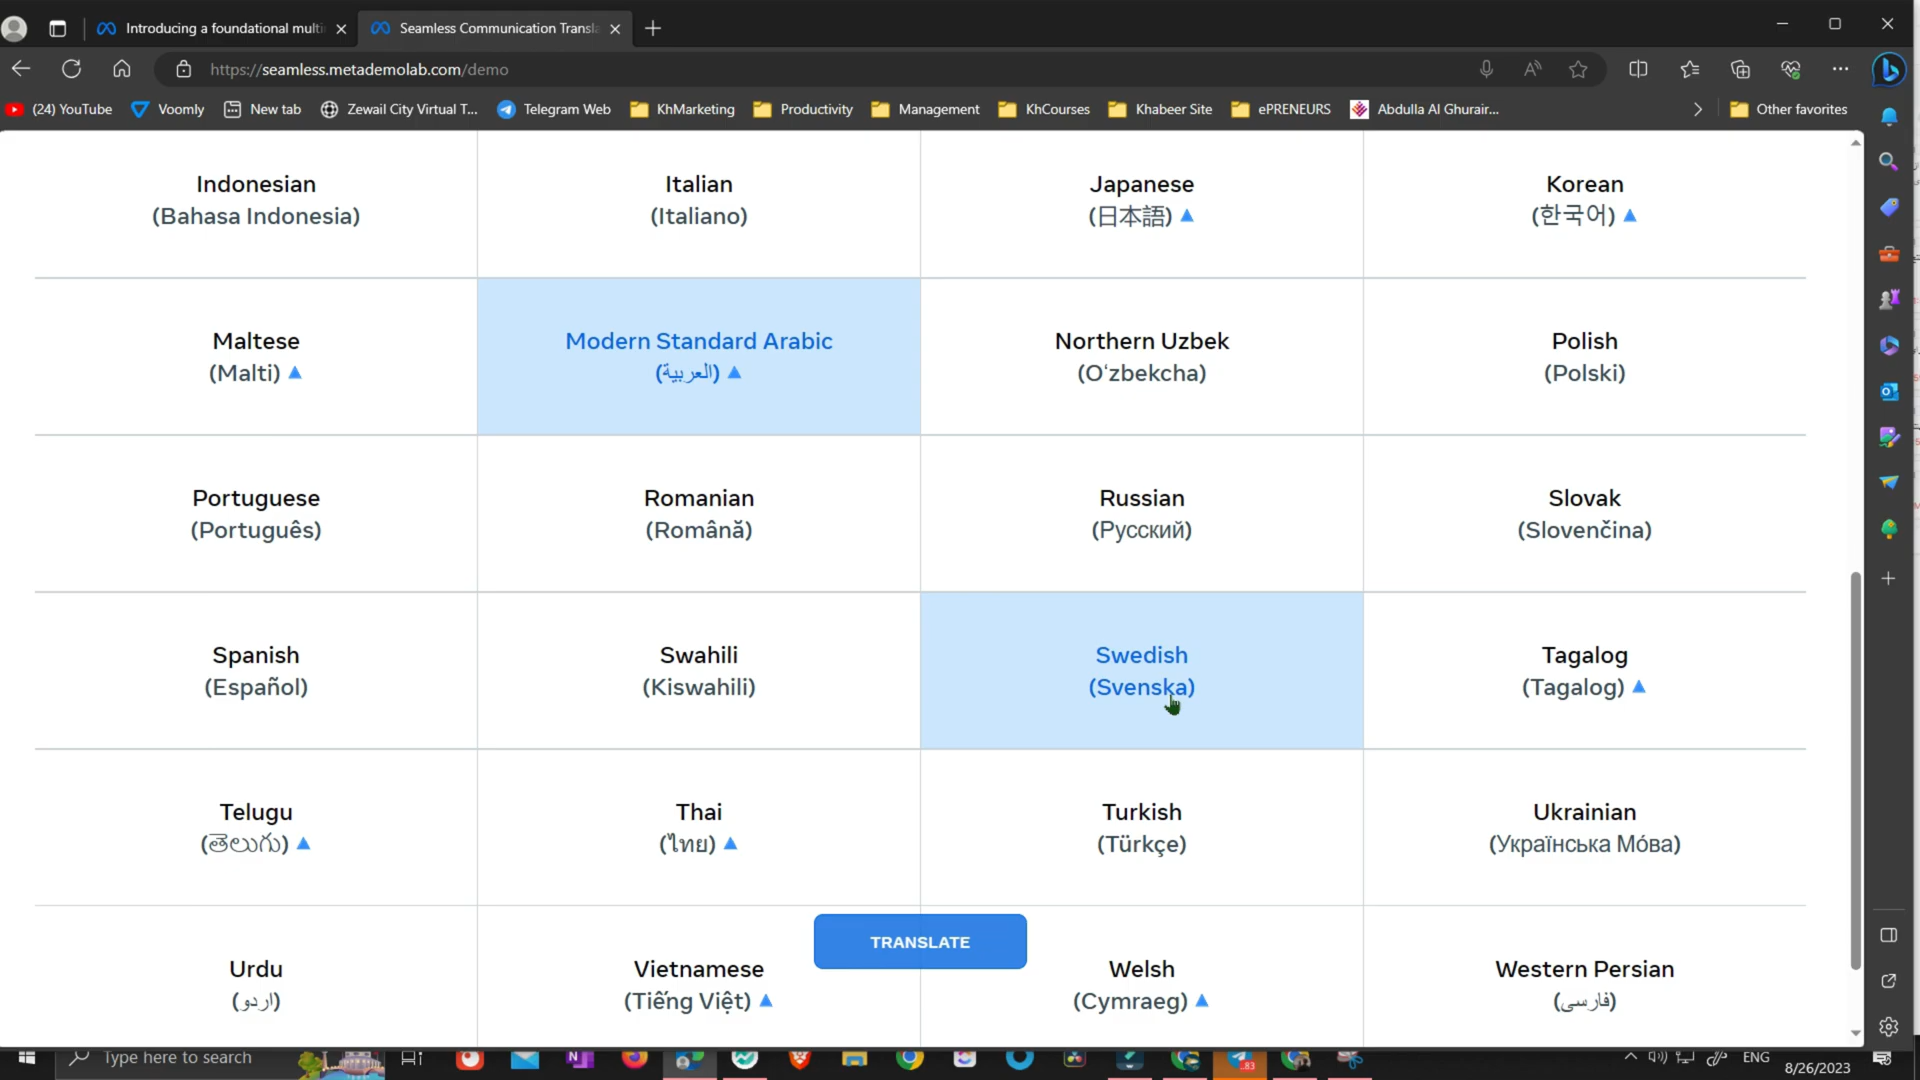 Introducing a foundational multi
Seamless Communication Transl
https://seamless.metademolab.com/demo
(24) YouTube
Voomly
New tab
Zewail City Virtual T...
Telegram Web
KhMarketing
Productivity
Management
KhCourses
Khabeer Site
ePRENEURS
Abdulla Al Ghurair...
Other favorites
Indonesian
(Bahasa Indonesia)
Italian
(Italiano)
Japanese
(日本語)
Korean
(한국어)
Maltese
(Malti)
Modern Standard Arabic
(العربية)
Northern Uzbek
(Oʻzbekcha)
Polish
(Polski)
Portuguese
(Português)
Romanian
(Română)
Russian
(Русский)
Slovak
(Slovenčina)
Spanish
(Español)
Swahili
(Kiswahili)
Swedish
(Svenska)
Tagalog
(Tagalog)
Telugu
(తెలుగు)
Thai
(ไทย)
Turkish
(Türkçe)
Ukrainian
(Українська Мóва)
TRANSLATE
Urdu
(اردو)
Vietnamese
(Tiếng Việt)
Welsh
(Cymraeg)
Western Persian
(فارسی)
Type here to search
83
ENG
8/26/2023